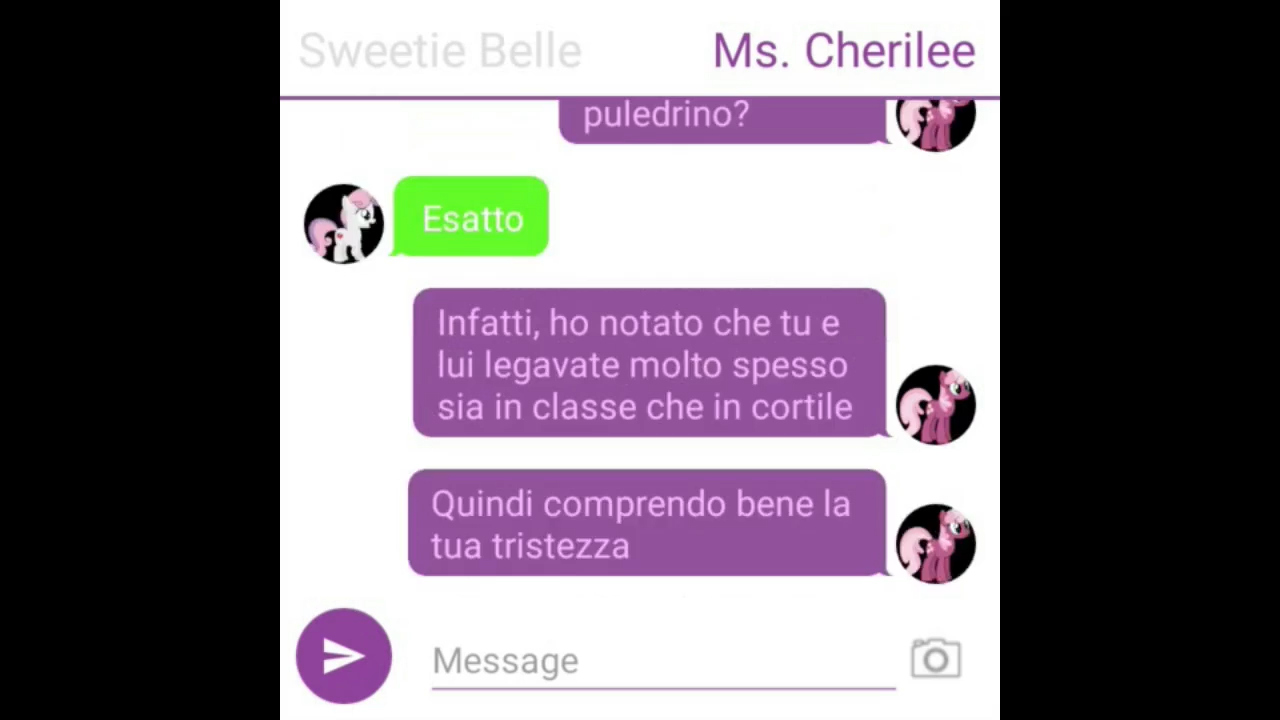 Sweetie Belle
Ms. Cherilee
puledrino?
Esatto
Infatti, ho notato che tu e
lui legavate molto spesso
sia in classe che in cortile
Quindi comprendo bene la
tua tristezza
Message